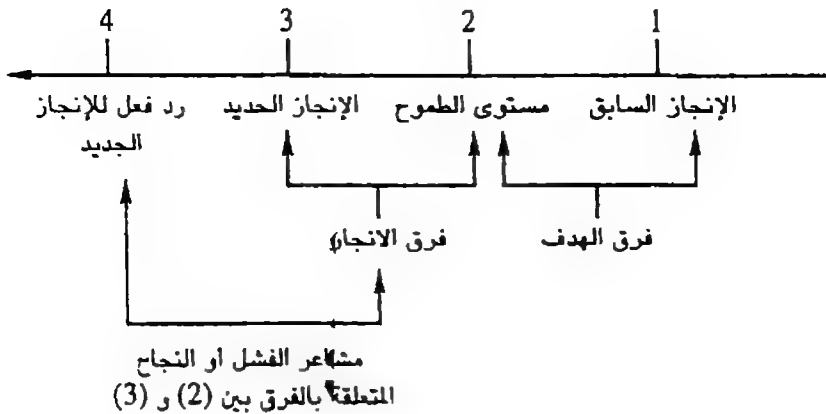 1 2 3 4
الإنجاز السابق
مستوى الطموح
الإنجاز الحديد
رد فعل للإنجاز
الجديد
فرق الهدف
فرق الانجاز
مشاعر الفشل أو النجاح
المتعلقة بالفرق بين (2) و (3)